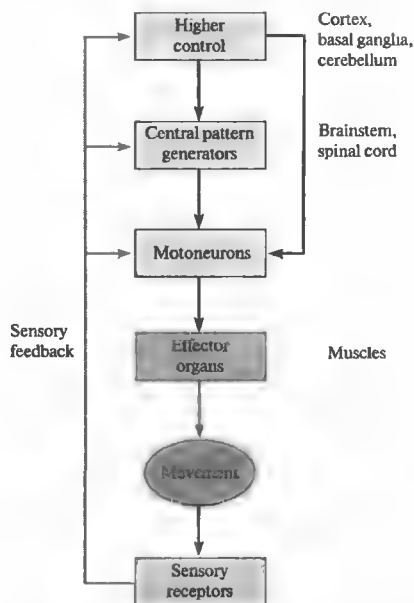 Higher
control
Cortex,
basal ganglia,
cerebellum
Central pattern
generators
Brainstem,
spinal cord
Motoneurons
Sensory
feedback
Effector
organs
Muscles
Movement
Sensory
receptors